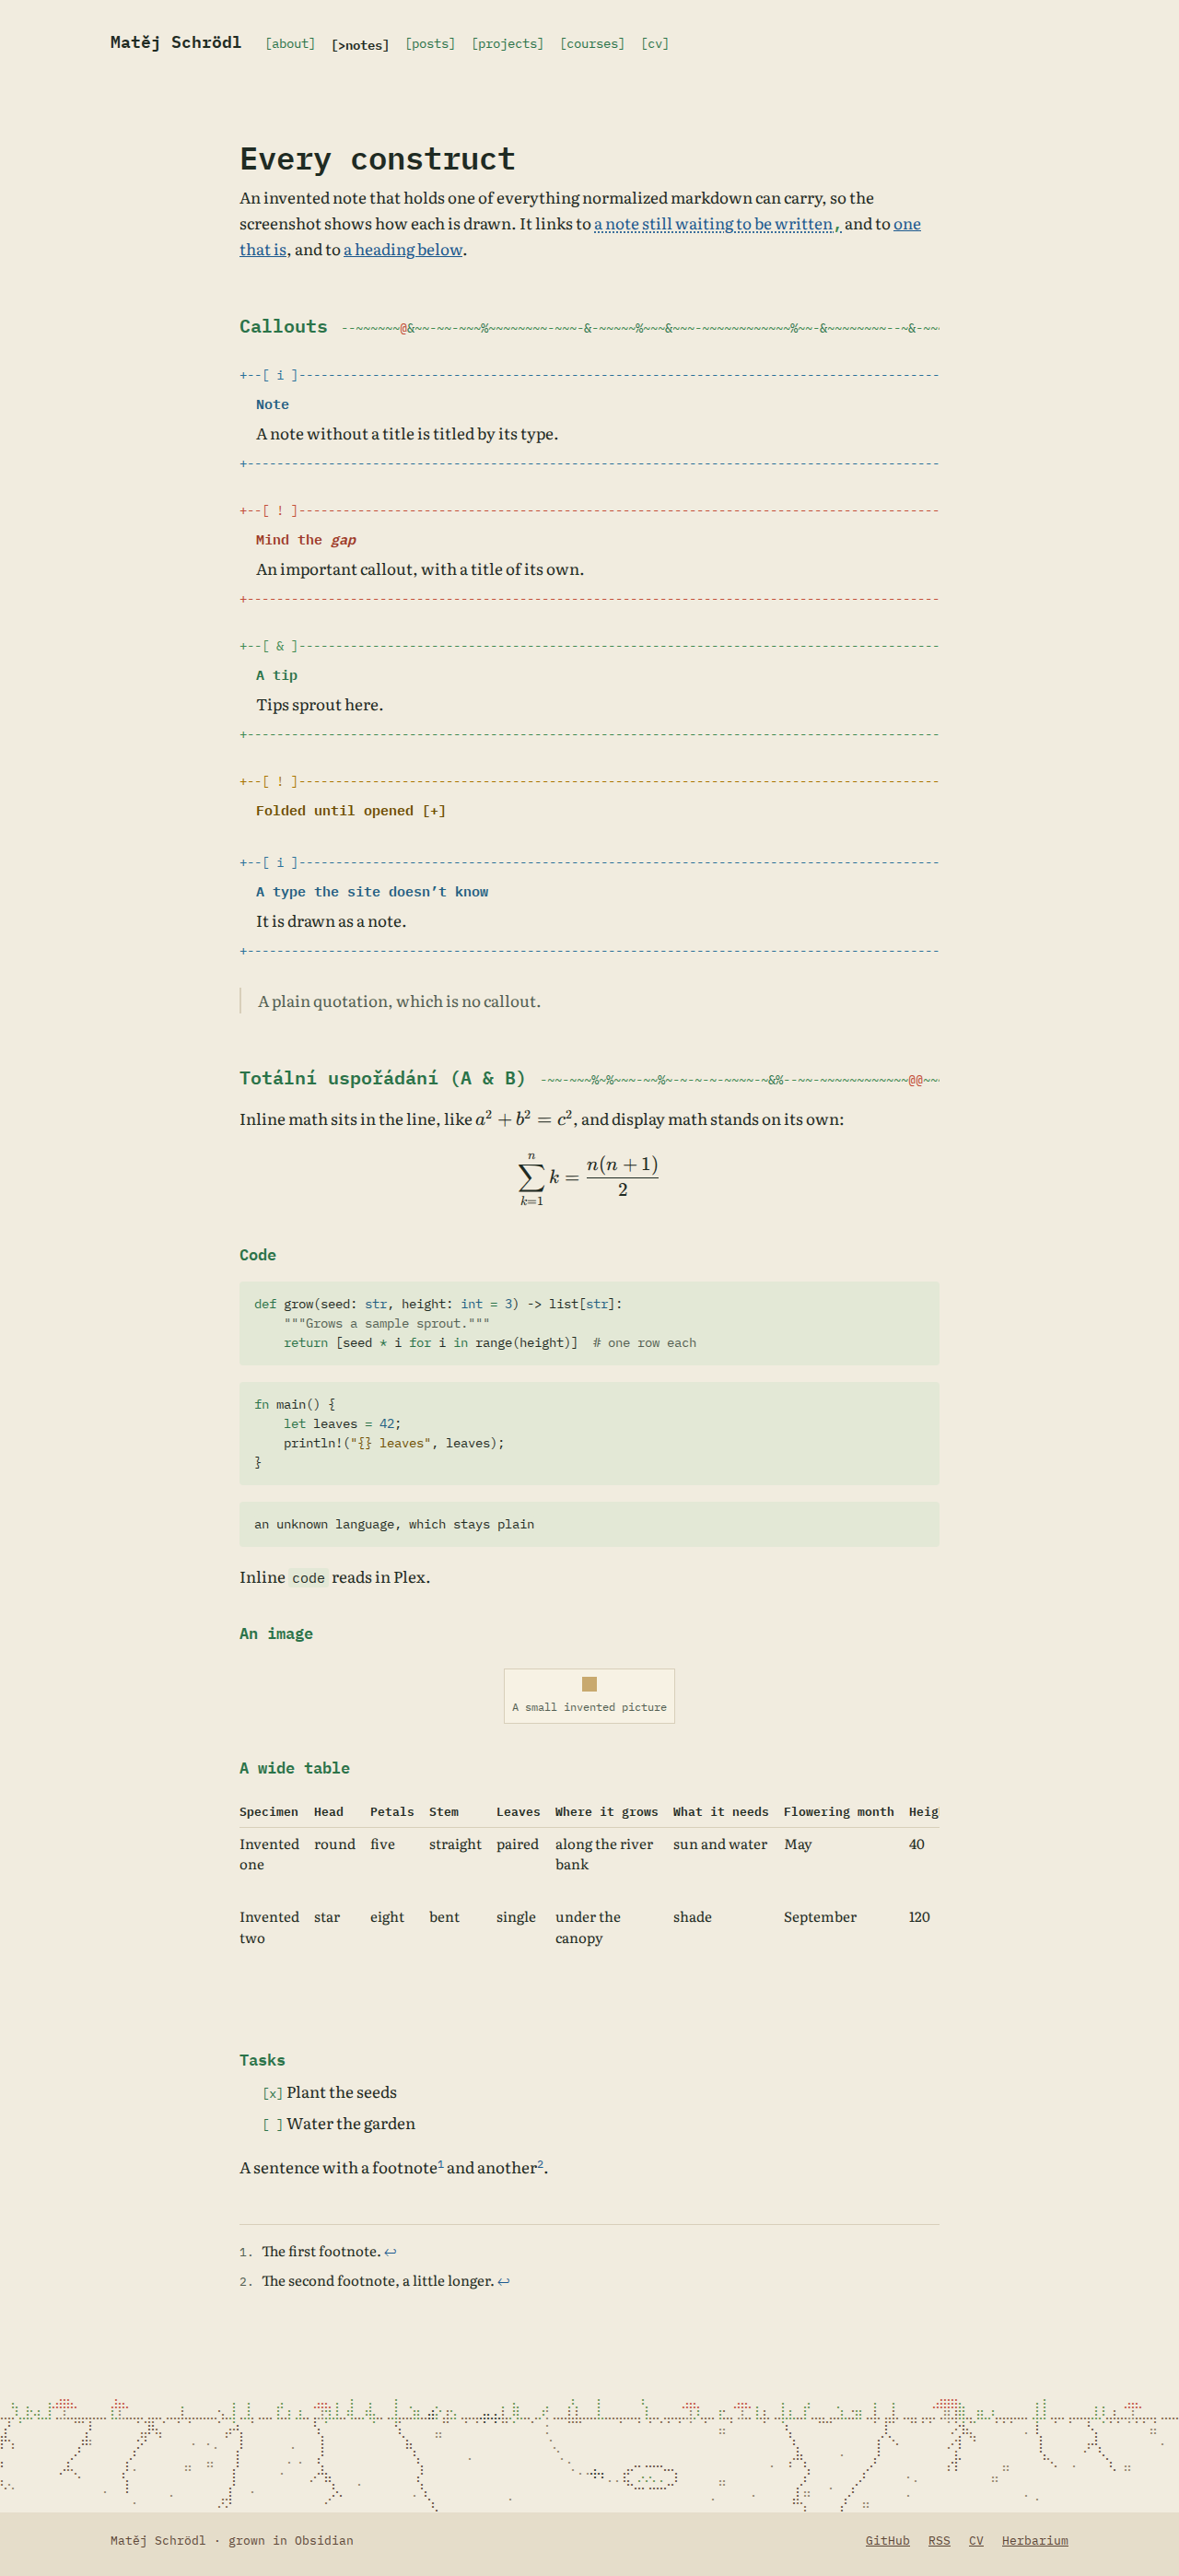 Matěj Schrödl [about] [>notes] [posts] [projects] [courses] [cv]
Every construct
An invented note that holds one of everything normalized markdown can carry, so the
screenshot shows how each is drawn. It links to a note still waiting to be written, and to one
that is, and to a heading below.
Callouts
+--[ i ]
Note
A note without a title is titled by its type.
+--[ ! ]
Mind the gap
An important callout, with a title of its own.
+--[ & ]
A tip
Tips sprout here.
+--[ ! ]
Folded until opened [+]
+--[ i ]
A type the site doesn’t know
It is drawn as a note.
A plain quotation, which is no callout.
Totální uspořádání (A & B)
Inline math sits in the line, like a² + b² = c², and display math stands on its own:
n
∑ k = n(n + 1)
k=1 2
Code
def grow(seed: str, height: int = 3) -> list[str]:
"""Grows a sample sprout."""
return [seed * i for i in range(height)]  # one row each
fn main() {
let leaves = 42;
println!("{} leaves", leaves);
}
an unknown language, which stays plain
Inline code reads in Plex.
An image
A small invented picture
A wide table
Specimen Head Petals Stem Leaves Where it grows What it needs Flowering month
Invented round five straight paired along the river sun and water May 40
one bank
Invented star eight bent single under the shade September 120
two canopy
Tasks
[x] Plant the seeds
[ ] Water the garden
A sentence with a footnote1 and another2.
1. The first footnote. ↩
2. The second footnote, a little longer. ↩
Matěj Schrödl · grown in Obsidian GitHub RSS CV Herbarium